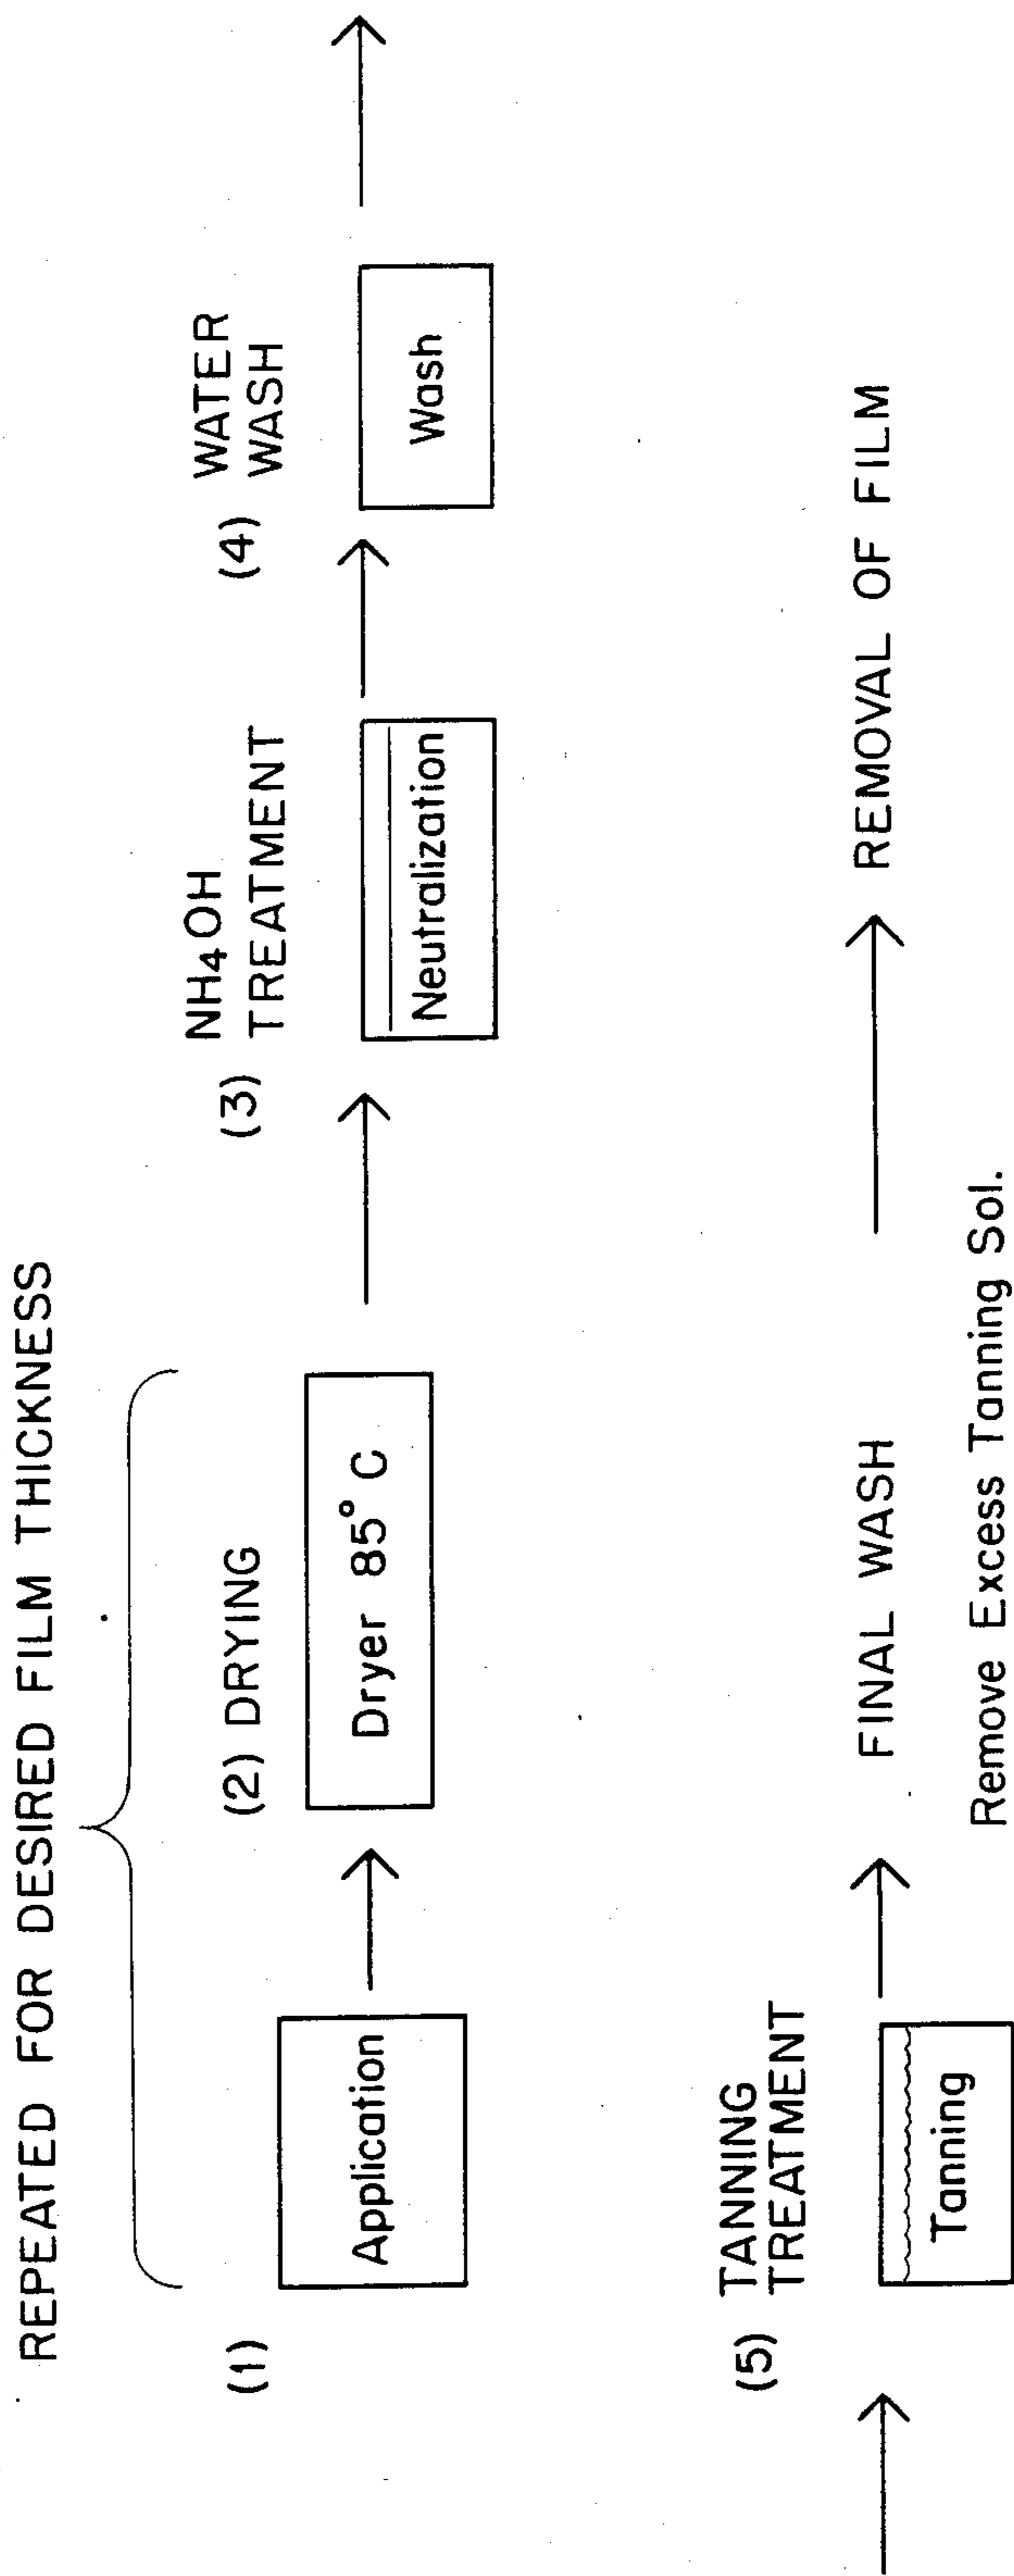 REPEATED FOR DESIRED FILM THICKNESS
(1)
Application
(2) DRYING
Dryer 85° C
NH₄OH
(3) TREATMENT
Neutralization
WATER
(4) WASH
Wash
TANNING
(5) TREATMENT
Tanning
FINAL WASH
Remove Excess Tanning Sol.
REMOVAL OF FILM